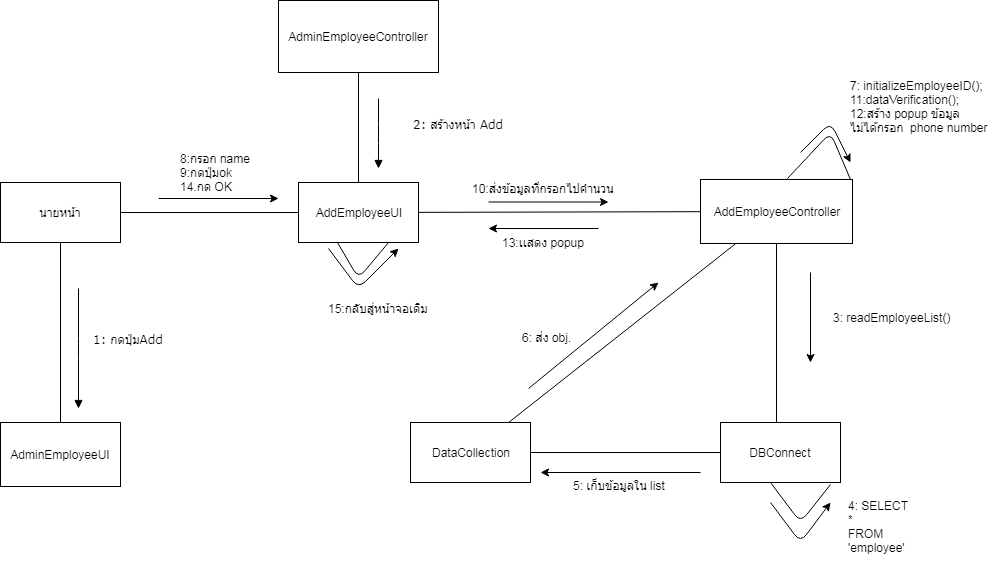 AdminEmployeeController
7: initializeEmployeeID();
11:dataVerification();
12:สร้าง popup ข้อมูล
ไม่ได้กรอก phone number
2: สร้างหน้า Add
8:กรอก name
9:กดปุ่มok
14.กด OK
10:ส่งข้อมูลที่กรอกไปคำนวน
นายหน้า
AddEmployeeUI
AddEmployeeController
13:แสดง popup
15:กลับสู่หน้าจอเดิม
3: readEmployeeList()
1: กดปุ่มAdd
6: ส่ง obj.
AdminEmployeeUI
DataCollection
DBConnect
5: เก็บข้อมูลใน list
4: SELECT
*
FROM
'employee'